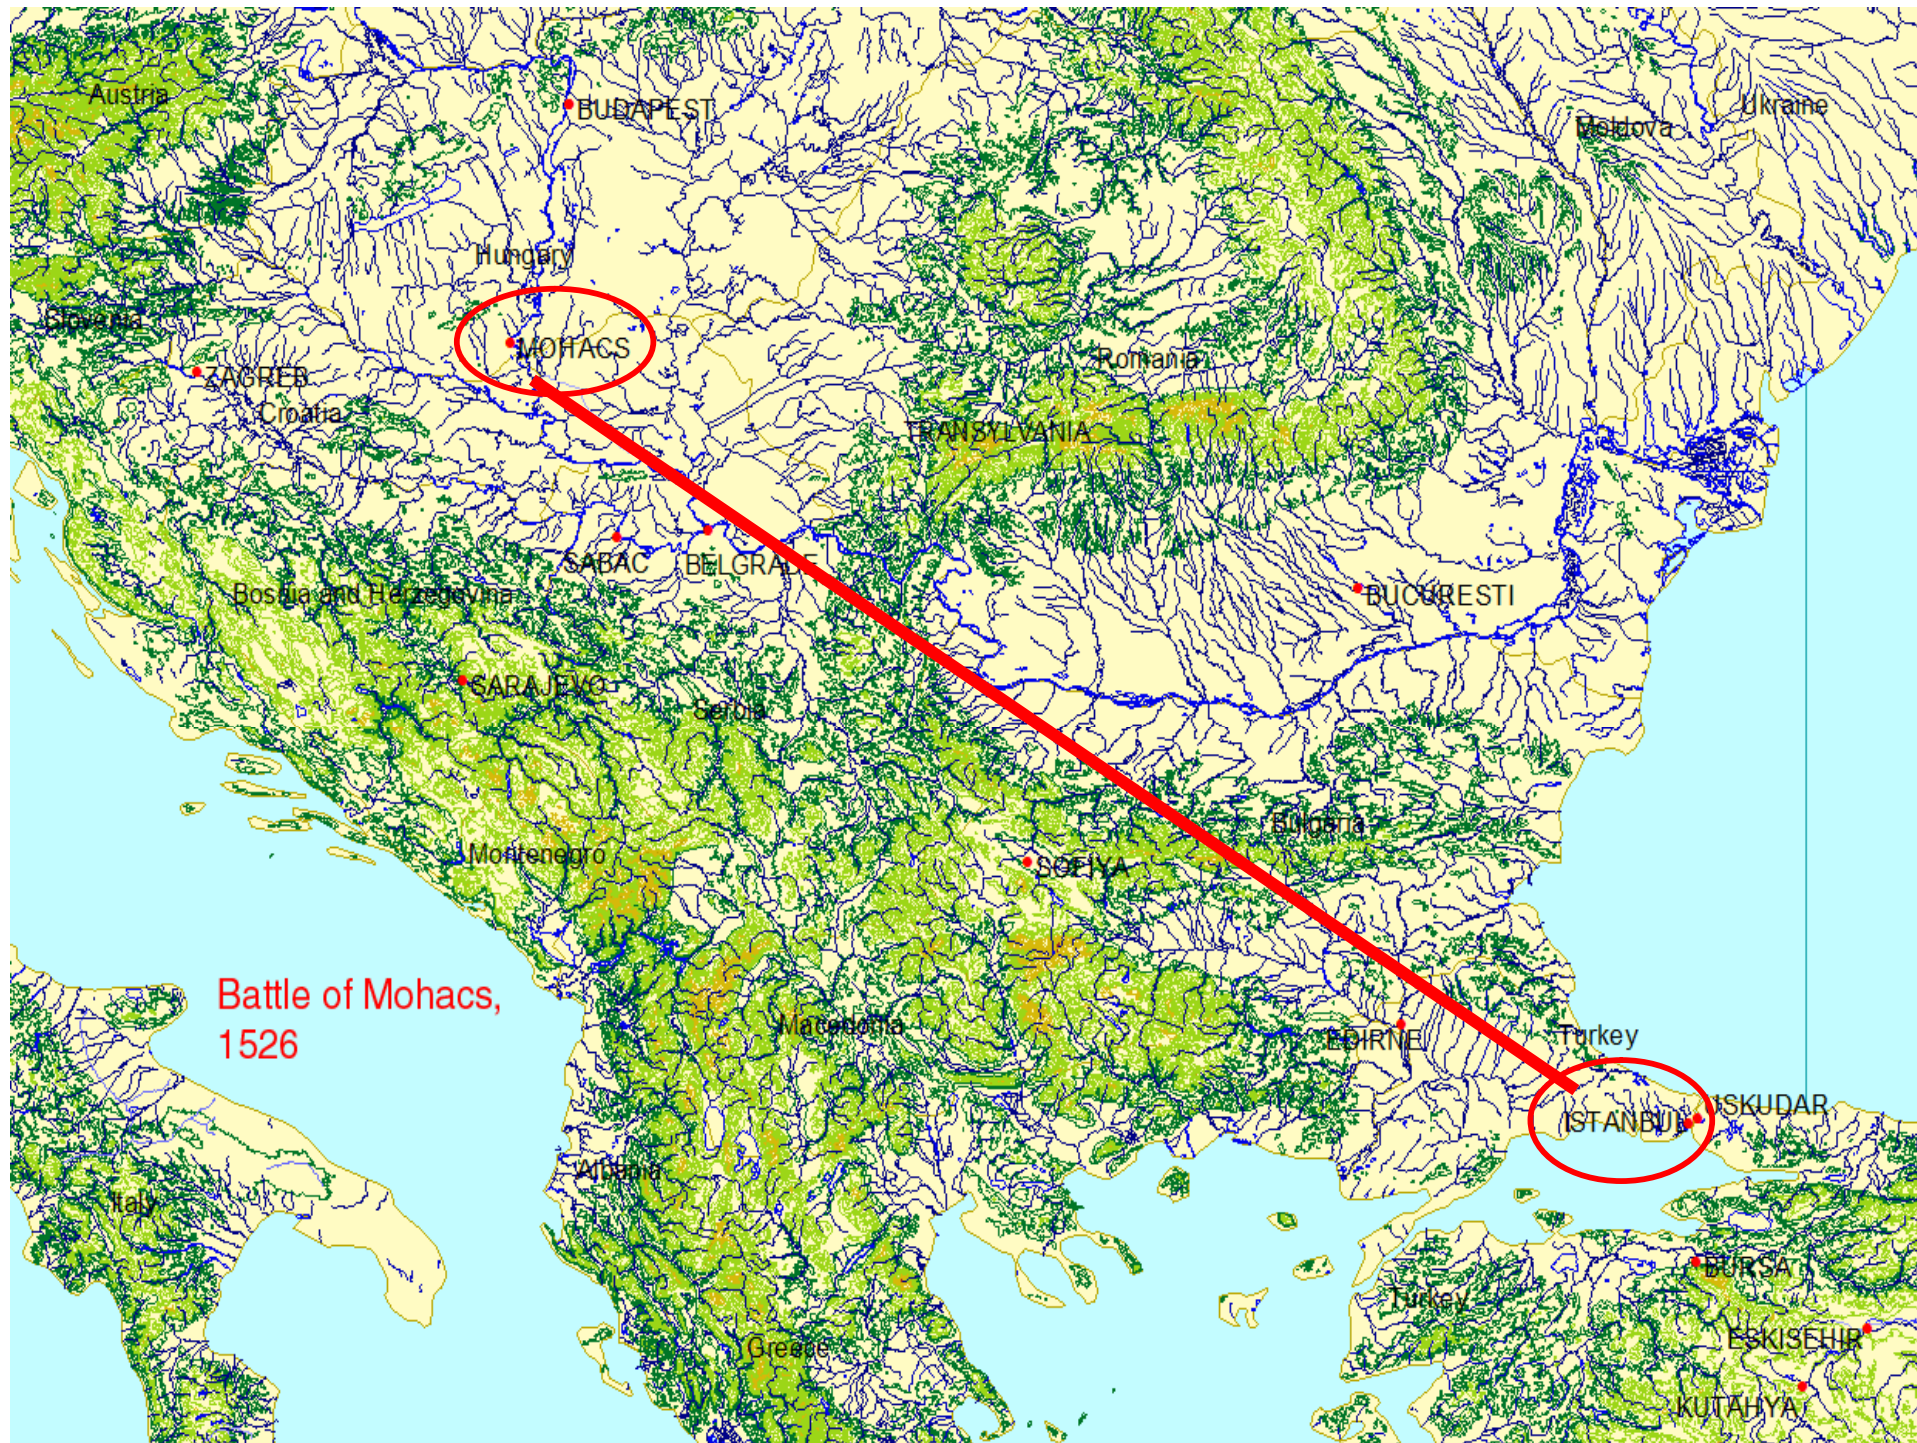 Austria
BUDAPEST
Ukraine
Moldova
Hungary
Slovenia
MOHACS
ZAGREB
Romania
Croatia
TRANSYLVANIA
SABAC
BELGRADE
Bosnia and Herzegovina
BUCURESTI
SARAJEVO
Serbia
Bulgaria
Montenegro
SOFIYA
Battle of Mohacs,
1526
Macedonia
EDIRNE
Turkey
ISKUDAR
ISTANBUL
Albania
Italy
BURSA
Turkey
ESKISEHIR
Greece
KUTAHYA